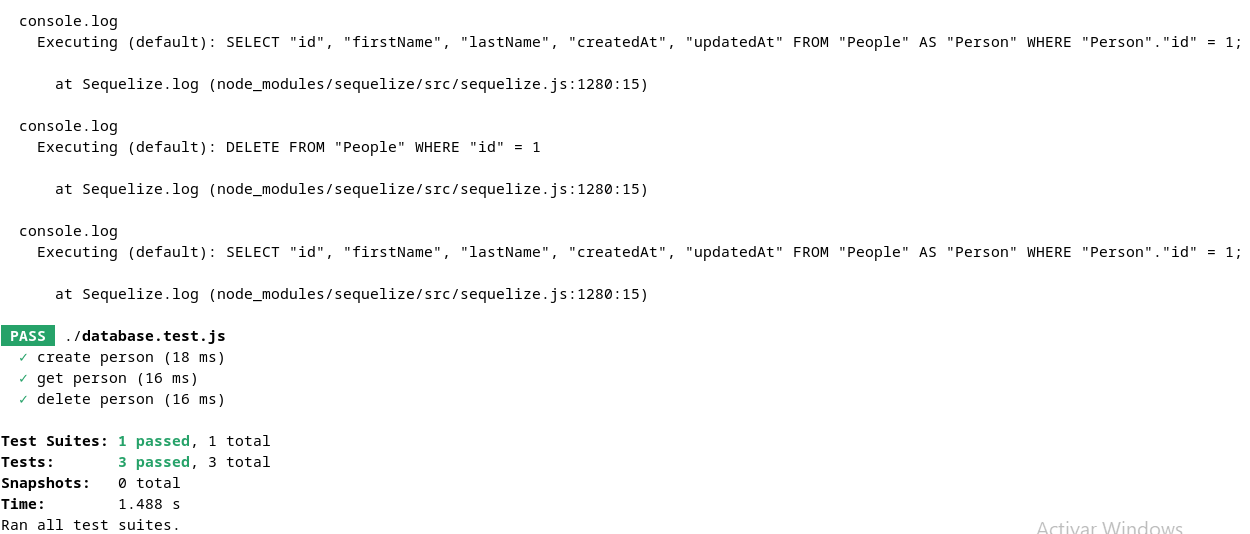 console.log
Executing (default): SELECT "id", "firstName", "lastName", "createdAt", "updatedAt" FROM "People" AS "Person" WHERE "Person"."id" = 1;
at Sequelize.log (node_modules/sequelize/src/sequelize.js:1280:15)
console.log
Executing (default): DELETE FROM "People" WHERE "id" = 1
at Sequelize.log (node_modules/sequelize/src/sequelize.js:1280:15)
console.log
Executing (default): SELECT "id", "firstName", "lastName", "createdAt", "updatedAt" FROM "People" AS "Person" WHERE "Person"."id" = 1;
at Sequelize.log (node_modules/sequelize/src/sequelize.js:1280:15)
PASS ./database.test.js
✓ create person (18 ms)
✓ get person (16 ms)
✓ delete person (16 ms)
Test Suites: 1 passed, 1 total
Tests: 3 passed, 3 total
Snapshots: 0 total
Time: 1.488 s
Ran all test suites.
Activar Windows